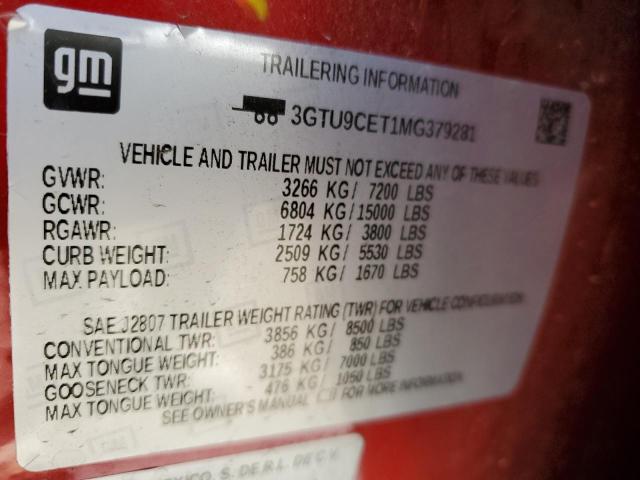 gm
TRAILERING INFORMATION
3GTU9CET1MG379281
VEHICLE AND TRAILER MUST NOT EXCEED ANY OF THESE VALUES:
GVWR: 3266 KG/ 7200 LBS
GCWR: 6804 KG/15000 LBS
RGAWR: 1724 KG/ 3800 LBS
CURB WEIGHT: 2509 KG/ 5530 LBS
MAX PAYLOAD: 758 KG/ 1670 LBS
SAE J2807 TRAILER WEIGHT RATING (TWR) FOR VEHICLE CONFIGURATION:
CONVENTIONAL TWR: 3856 KG/ 8500 LBS
MAX TONGUE WEIGHT: 386 KG/ 850 LBS
GOOSENECK TWR: 3175 KG/ 7000 LBS
MAX TONGUE WEIGHT: 476 KG/ 1050 LBS
SEE OWNER'S MANUAL FOR MORE INFORMATION
S. DE R.L. DE C.V.